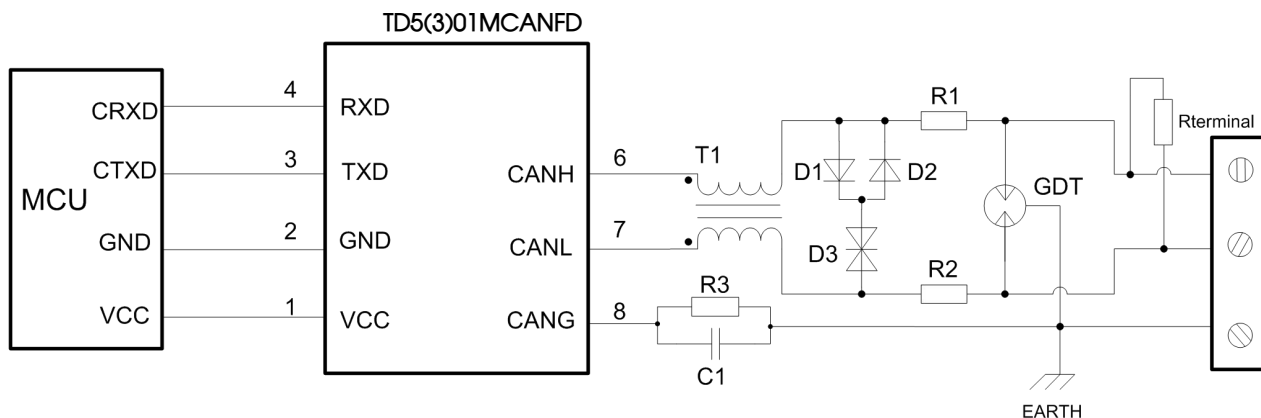 TD5(3)01MCANFD
MCU
CRXD
CTXD
GND
VCC
4
3
2
1
RXD
TXD
GND
VCC
CANH
CANL
CANG
6
7
8
T1
D1
D2
D3
R1
R2
R3
C1
GDT
Rterminal
EARTH